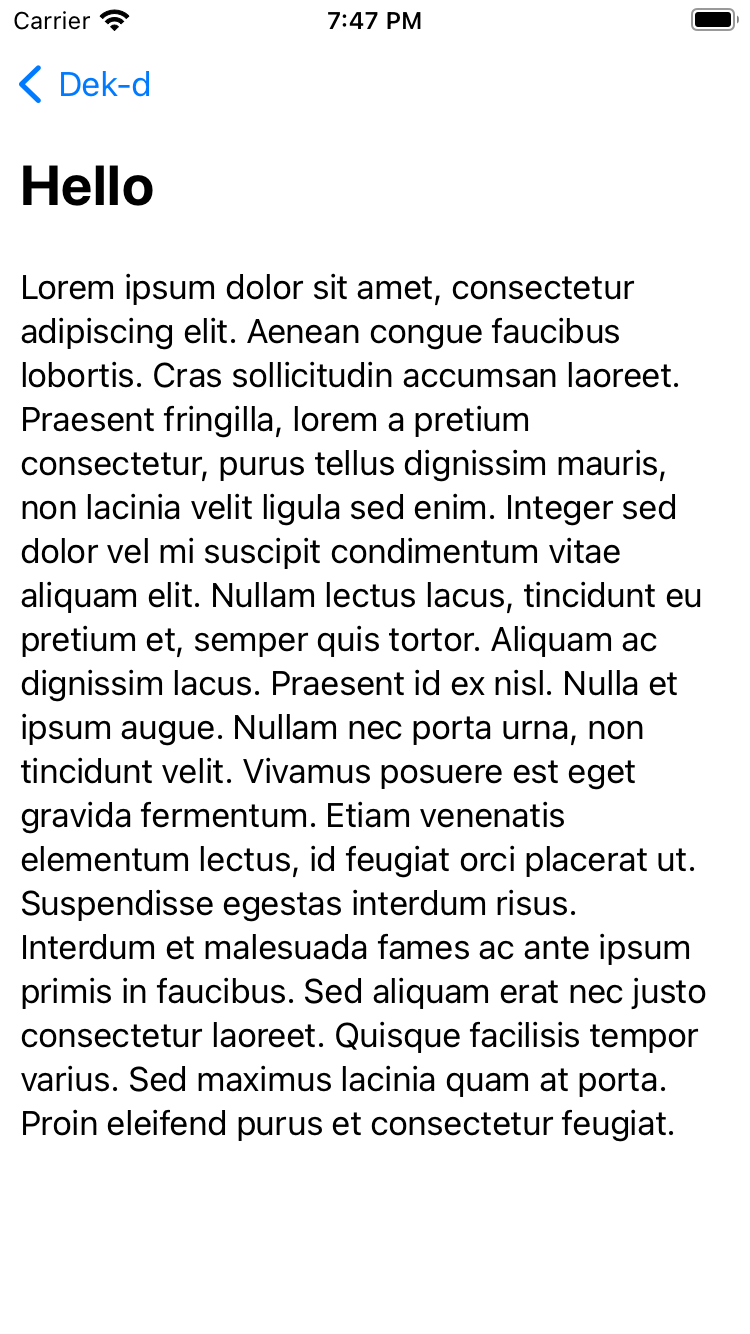 Carrier 7:47 PM
Dek-d
Hello
Lorem ipsum dolor sit amet, consectetur
adipiscing elit. Aenean congue faucibus
lobortis. Cras sollicitudin accumsan laoreet.
Praesent fringilla, lorem a pretium
consectetur, purus tellus dignissim mauris,
non lacinia velit ligula sed enim. Integer sed
dolor vel mi suscipit condimentum vitae
aliquam elit. Nullam lectus lacus, tincidunt eu
pretium et, semper quis tortor. Aliquam ac
dignissim lacus. Praesent id ex nisl. Nulla et
ipsum augue. Nullam nec porta urna, non
tincidunt velit. Vivamus posuere est eget
gravida fermentum. Etiam venenatis
elementum lectus, id feugiat orci placerat ut.
Suspendisse egestas interdum risus.
Interdum et malesuada fames ac ante ipsum
primis in faucibus. Sed aliquam erat nec justo
consectetur laoreet. Quisque facilisis tempor
varius. Sed maximus lacinia quam at porta.
Proin eleifend purus et consectetur feugiat.